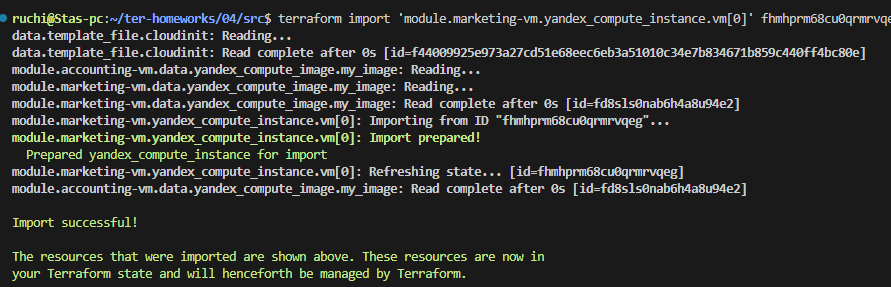 ruchi@Stas-pc:~/ter-homeworks/04/src$ terraform import 'module.marketing-vm.yandex_compute_instance.vm[0]' fhmhprm68cu0qrmrvqe
data.template_file.cloudinit: Reading...
data.template_file.cloudinit: Read complete after 0s [id=f44009925e973a27cd51e68eec6eb3a51010c34e7b834671b859c440ff4bc80e]
module.accounting-vm.data.yandex_compute_image.my_image: Reading...
module.marketing-vm.data.yandex_compute_image.my_image: Reading...
module.marketing-vm.data.yandex_compute_image.my_image: Read complete after 0s [id=fd8sls0nab6h4a8u94e2]
module.marketing-vm.yandex_compute_instance.vm[0]: Importing from ID "fhmhprm68cu0qrmrvqeg"...
module.marketing-vm.yandex_compute_instance.vm[0]: Import prepared!
  Prepared yandex_compute_instance for import
module.marketing-vm.yandex_compute_instance.vm[0]: Refreshing state... [id=fhmhprm68cu0qrmrvqeg]
module.accounting-vm.data.yandex_compute_image.my_image: Read complete after 0s [id=fd8sls0nab6h4a8u94e2]
Import successful!
The resources that were imported are shown above. These resources are now in
your Terraform state and will henceforth be managed by Terraform.